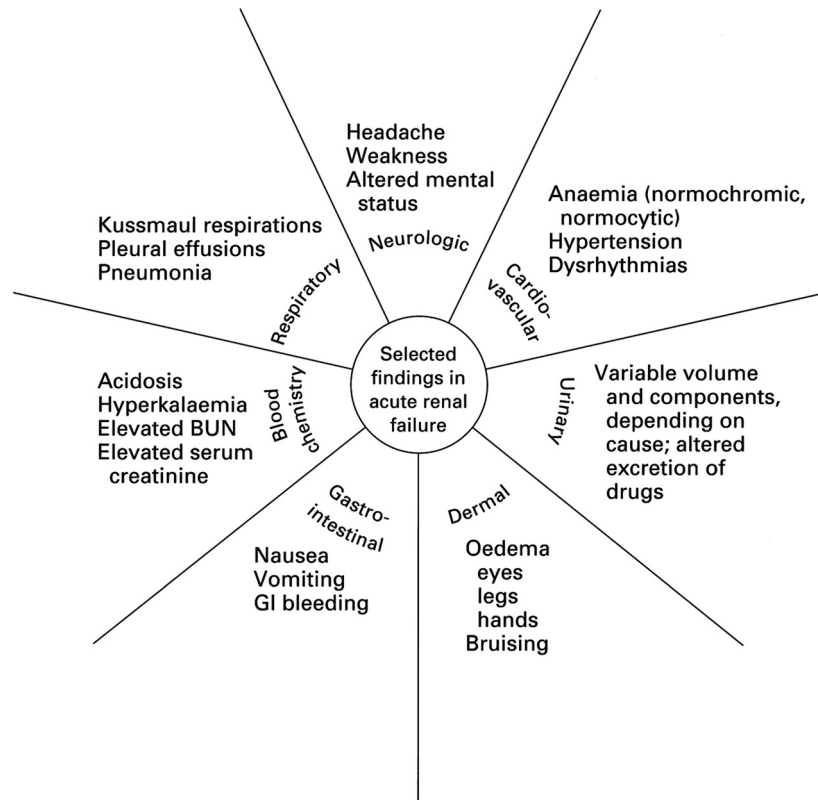 Headache
Weakness
Altered mental
status
Neurologic
Anaemia (normochromic,
normocytic)
Hypertension
Dysrhythmias
Cardio-
vascular
Kussmaul respirations
Pleural effusions
Pneumonia
Respiratory
Selected
findings in
acute renal
failure
Variable volume
and components,
depending on
cause; altered
excretion of
drugs
Urinary
Acidosis
Hyperkalaemia
Elevated BUN
Elevated serum
creatinine
Blood
chemistry
Gastro-
intestinal
Nausea
Vomiting
GI bleeding
Dermal
Oedema
eyes
legs
hands
Bruising